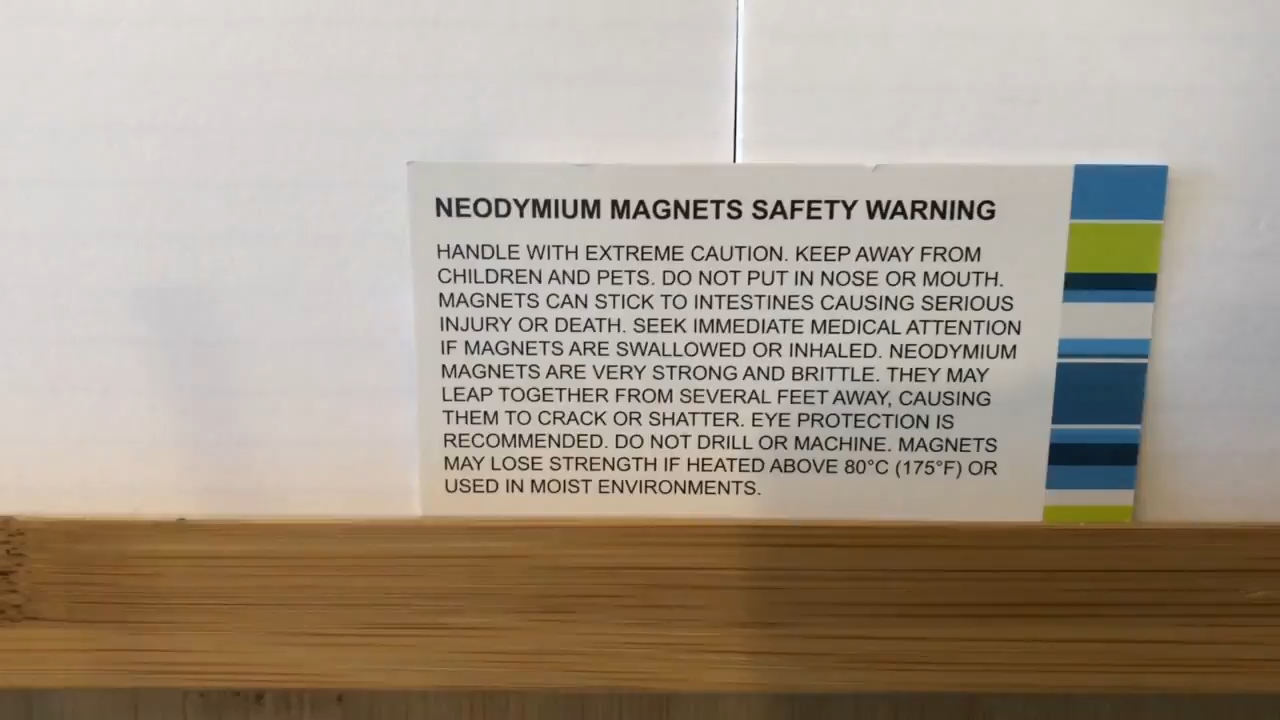 NEODYMIUM MAGNETS SAFETY WARNING
HANDLE WITH EXTREME CAUTION. KEEP AWAY FROM
CHILDREN AND PETS. DO NOT PUT IN NOSE OR MOUTH.
MAGNETS CAN STICK TO INTESTINES CAUSING SERIOUS
INJURY OR DEATH. SEEK IMMEDIATE MEDICAL ATTENTION
IF MAGNETS ARE SWALLOWED OR INHALED. NEODYMIUM
MAGNETS ARE VERY STRONG AND BRITTLE. THEY MAY
LEAP TOGETHER FROM SEVERAL FEET AWAY, CAUSING
THEM TO CRACK OR SHATTER. EYE PROTECTION IS
RECOMMENDED. DO NOT DRILL OR MACHINE. MAGNETS
MAY LOSE STRENGTH IF HEATED ABOVE 80°C (175°F) OR
USED IN MOIST ENVIRONMENTS.